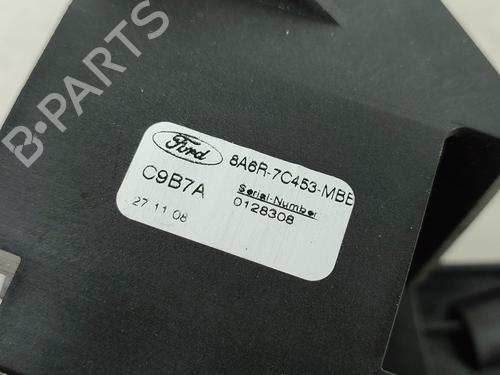 B-PARTS
Ford
8A6R-7C453-MBE
C9B7A
Serial-Number
27.11.08
0128308